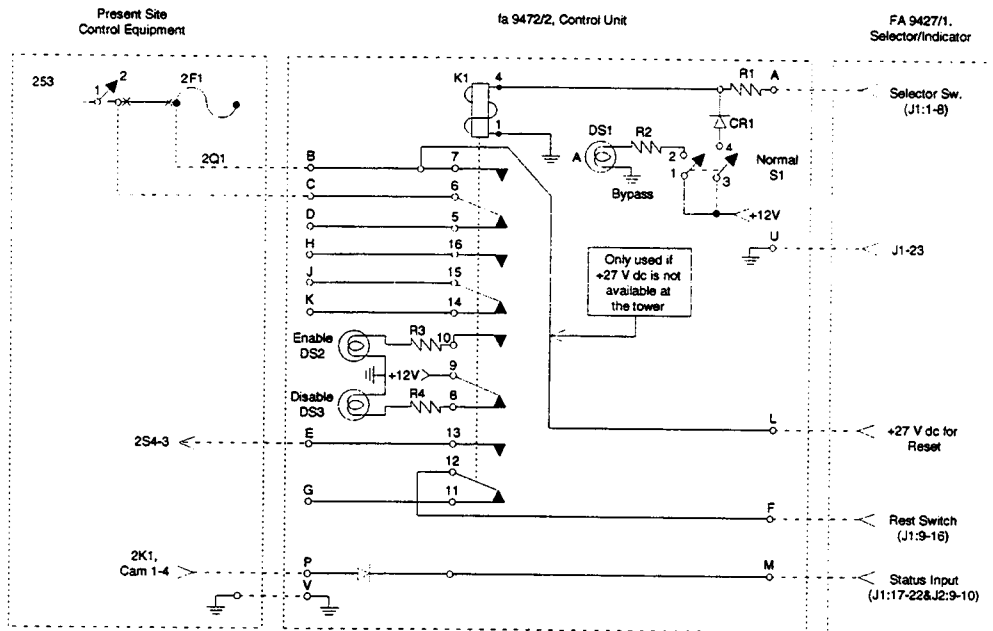 Present Site
Control Equipment
fa 9472/2, Control Unit
FA 9427/1.
Selector/Indicator
253
1
2
2F1
K1
4
1
R1
A
Selector Sw.
(J1:1-8)
CR1
DS1
A
R2
2
1
4
3
Normal
S1
Bypass
+12V
2Q1
B
7
C
6
D
5
H
16
J
15
K
14
U
J1-23
Only used if
+27 V dc is not
available at
the tower
Enable
DS2
R3
10
+12V
9
Disable
DS3
R4
8
L
+27 V dc for
Reset
2S4-3
E
13
12
G
11
F
Rest Switch
(J1:9-16)
2K1,
Cam 1-4
P
V
M
Status Input
(J1:17-22&J2:9-10)